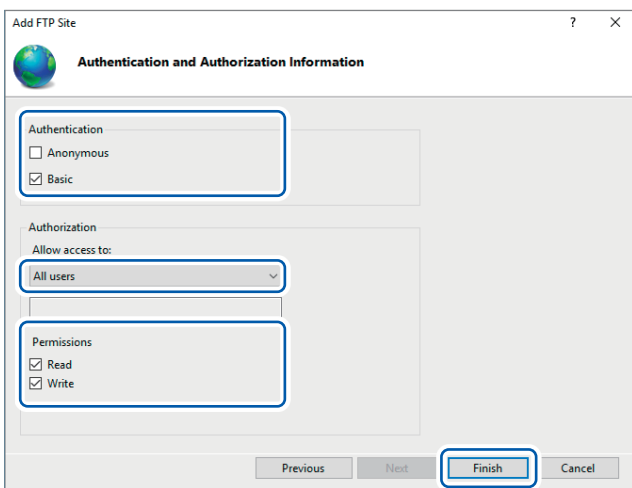 Add FTP Site
Authentication and Authorization Information
Authentication
Anonymous
Basic
Authorization
Allow access to:
All users
Permissions
Read
Write
Previous Next Finish Cancel